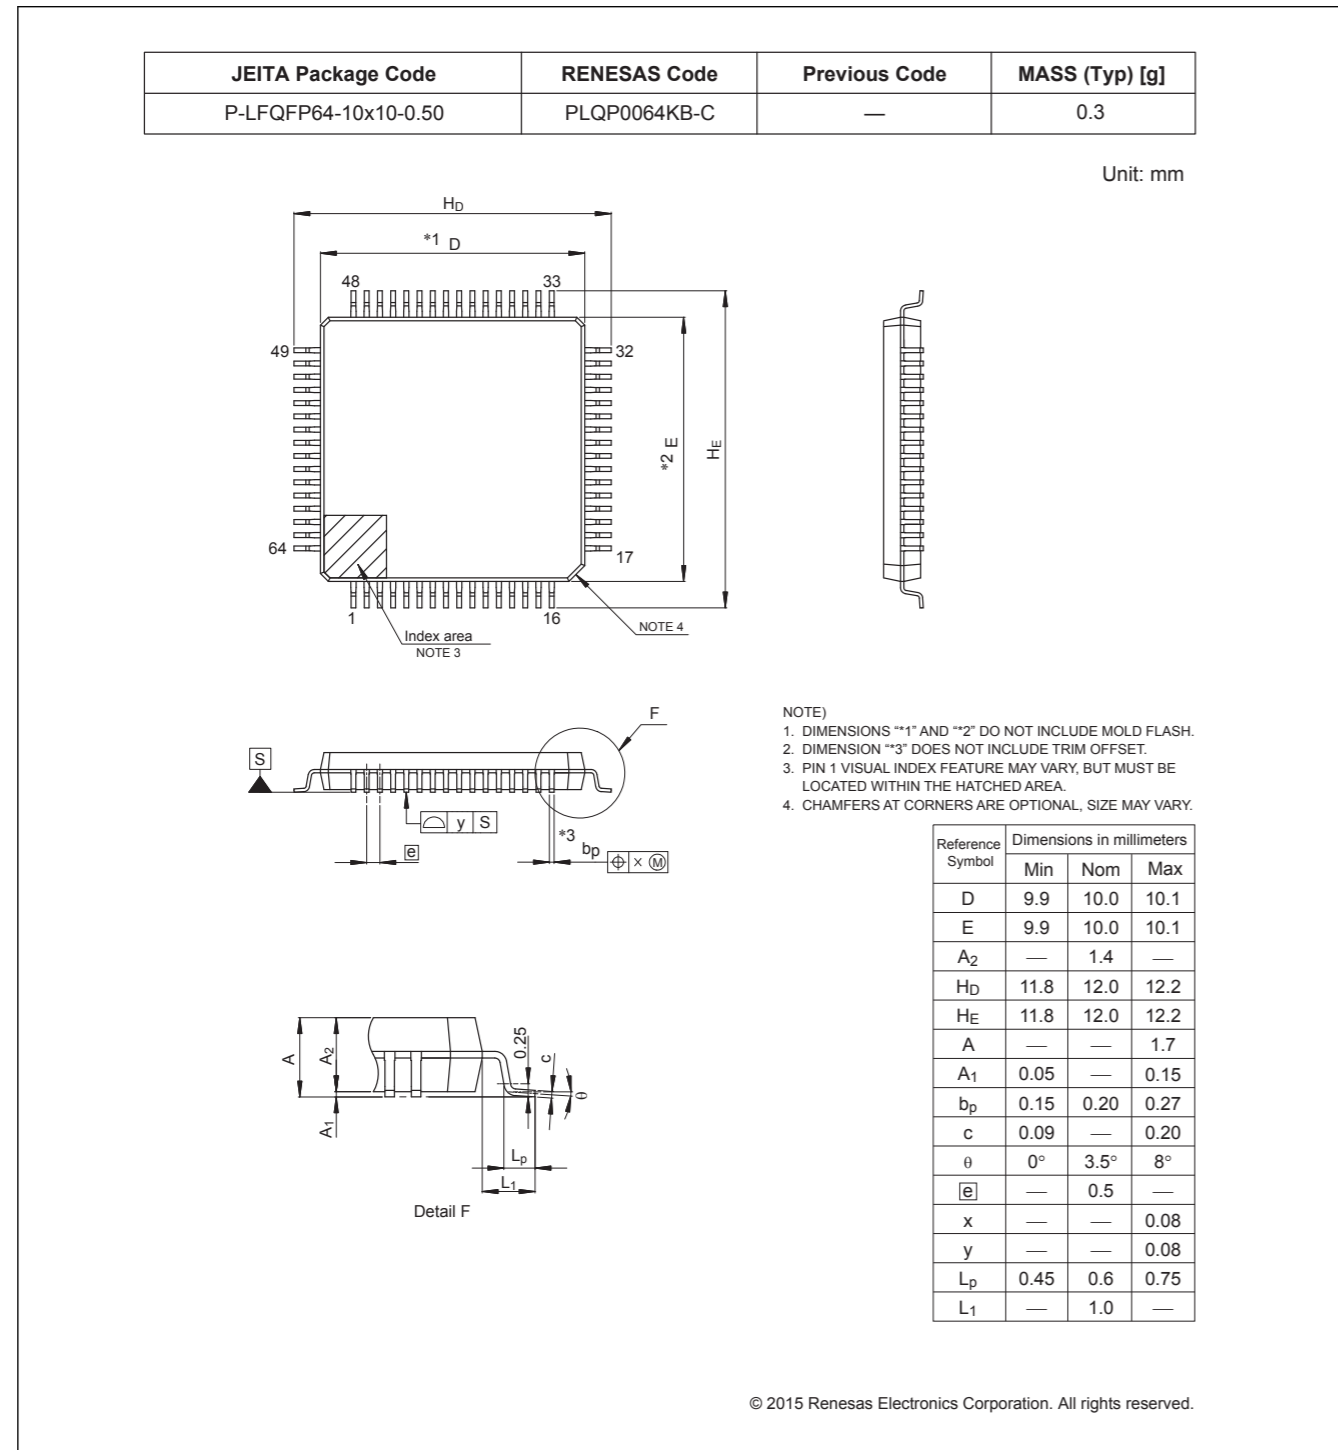 JEITA Package Code RENESAS Code Previous Code MASS (Typ) [g]
P-LFQFP64-10x10-0.50 PLQP0064KB-C — 0.3
Unit: mm
HD
*1 D
48 33
49 32
*2 E
HE
64 17
1 16
Index area
NOTE 3
NOTE 4
F
S
y S
e
*3
bp
× M
NOTE)
1. DIMENSIONS “*1” AND “*2” DO NOT INCLUDE MOLD FLASH.
2. DIMENSION “*3” DOES NOT INCLUDE TRIM OFFSET.
3. PIN 1 VISUAL INDEX FEATURE MAY VARY, BUT MUST BE
LOCATED WITHIN THE HATCHED AREA.
4. CHAMFERS AT CORNERS ARE OPTIONAL, SIZE MAY VARY.
Reference Symbol Dimensions in millimeters
Min Nom Max
D 9.9 10.0 10.1
E 9.9 10.0 10.1
A2 — 1.4 —
HD 11.8 12.0 12.2
HE 11.8 12.0 12.2
A — — 1.7
A1 0.05 — 0.15
bp 0.15 0.20 0.27
c 0.09 — 0.20
θ 0° 3.5° 8°
e — 0.5 —
x — — 0.08
y — — 0.08
Lp 0.45 0.6 0.75
L1 — 1.0 —
A
A2
A1
0.25
c
θ
Lp
L1
Detail F
© 2015 Renesas Electronics Corporation. All rights reserved.